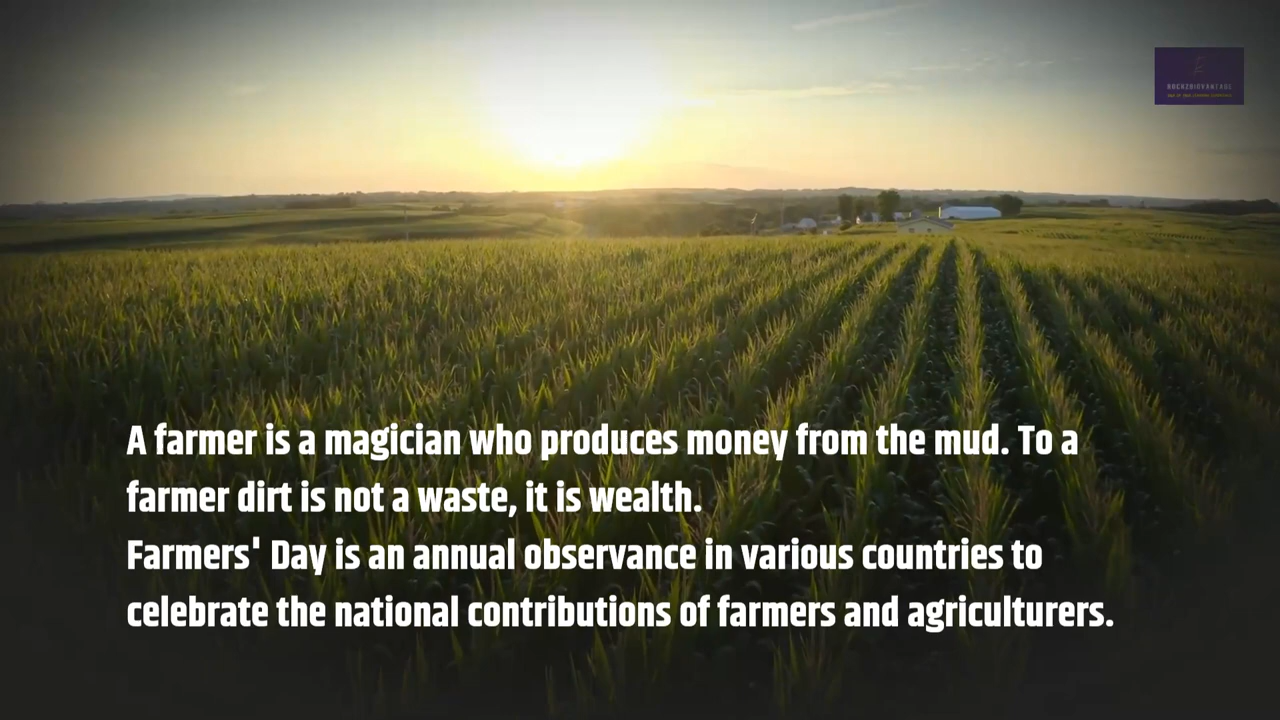 ROCK2BIOVANTAGE
A farmer is a magician who produces money from the mud. To a
farmer dirt is not a waste, it is wealth.
Farmers' Day is an annual observance in various countries to
celebrate the national contributions of farmers and agriculturers.